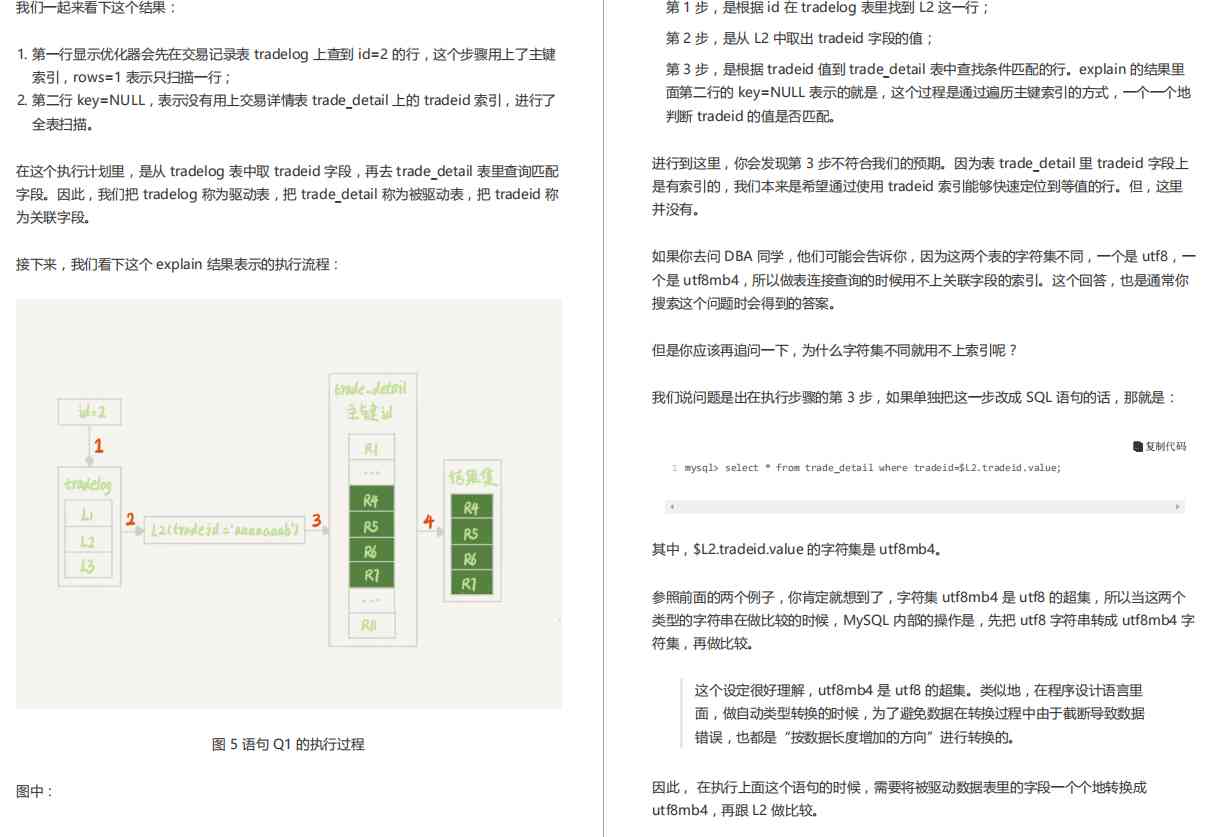 我们一起来看下这个结果：
1. 第一行显示优化器会先在交易记录表 tradelog 上查到 id=2 的行，这个步骤用上了主键
索引，rows=1 表示只扫描一行；
2. 第二行 key=NULL，表示没有用上交易详情表 trade_detail 上的 tradeid 索引，进行了
全表扫描。
在这个执行计划里，是从 tradelog 表中取 tradeid 字段，再去 trade_detail 表里查询匹配
字段。因此，我们把 tradelog 称为驱动表，把 trade_detail 称为被驱动表，把 tradeid 称
为关联字段。
接下来，我们看下这个 explain 结果表示的执行流程：
id=2
1
tradelog
L1
L2
L3
2
L2(tradeid='aaaaaaab')
3
trade_detail
主键id
R1
...
R4
R5
R6
R7
...
R11
4
结果集
R4
R5
R6
R7
图 5 语句 Q1 的执行过程
图中：
第 1 步，是根据 id 在 tradelog 表里找到 L2 这一行；
第 2 步，是从 L2 中取出 tradeid 字段的值；
第 3 步，是根据 tradeid 值到 trade_detail 表中查找条件匹配的行。explain 的结果里
面第二行的 key=NULL 表示的就是，这个过程是通过遍历主键索引的方式，一个一个地
判断 tradeid 的值是否匹配。
进行到这里，你会发现第 3 步不符合我们的预期。因为表 trade_detail 里 tradeid 字段上
是有索引的，我们本来是希望通过使用 tradeid 索引能够快速定位到等值的行。但，这里
并没有。
如果你去问 DBA 同学，他们可能会告诉你，因为这两个表的字符集不同，一个是 utf8，一
个是 utf8mb4，所以做表连接查询的时候用不上关联字段的索引。这个回答，也是通常你
搜索这个问题时会得到的答案。
但是你应该再追问一下，为什么字符集不同就用不上索引呢？
我们说问题是出在执行步骤的第 3 步，如果单独把这一步改成 SQL 语句的话，那就是：
复制代码
1 mysql> select * from trade_detail where tradeid=$L2.tradeid.value;
其中，$L2.tradeid.value 的字符集是 utf8mb4。
参照前面的两个例子，你肯定就想到了，字符集 utf8mb4 是 utf8 的超集，所以当这两个
类型的字符串在做比较的时候，MySQL 内部的操作是，先把 utf8 字符串转成 utf8mb4 字
符集，再做比较。
这个设定很好理解，utf8mb4 是 utf8 的超集。类似地，在程序设计语言里
面，做自动类型转换的时候，为了避免数据在转换过程中由于截断导致数据
错误，也都是“按数据长度增加的方向”进行转换的。
因此， 在执行上面这个语句的时候，需要将被驱动数据表里的字段一个个地转换成
utf8mb4，再跟 L2 做比较。